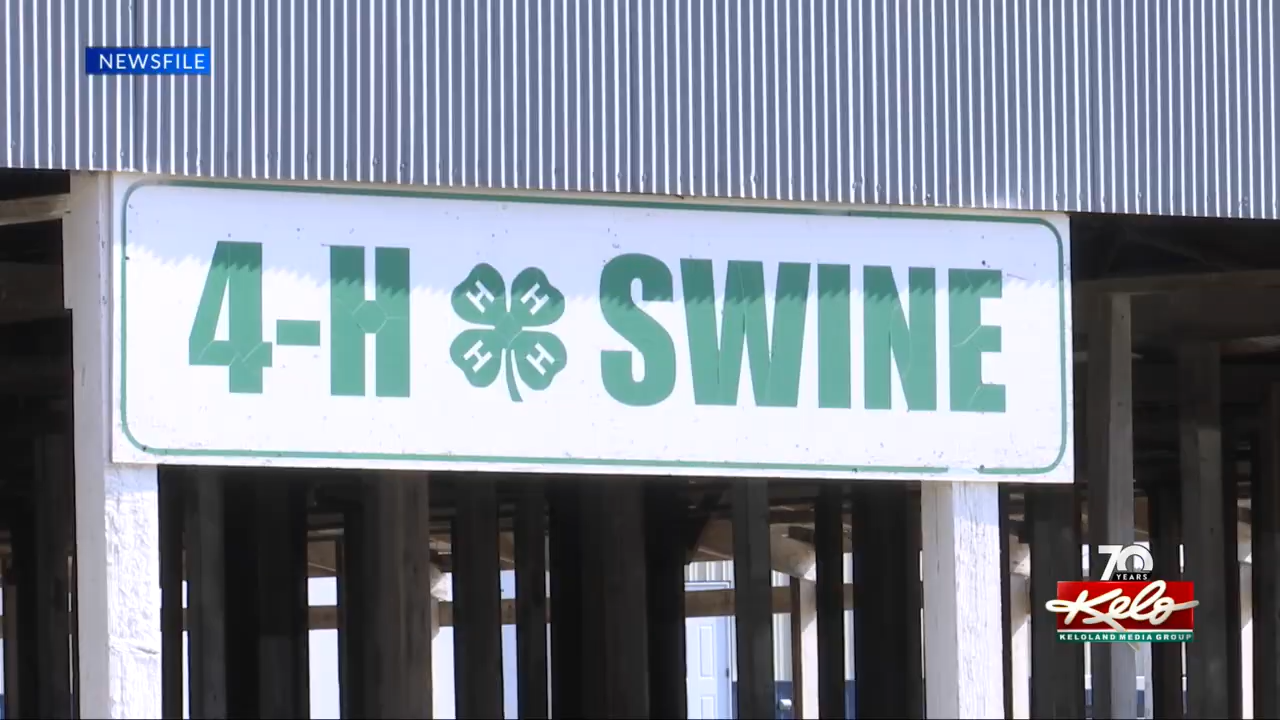 NEWSFILE
4-H H H H H SWINE
70
YEARS
Kelo
KELOLAND MEDIA GROUP